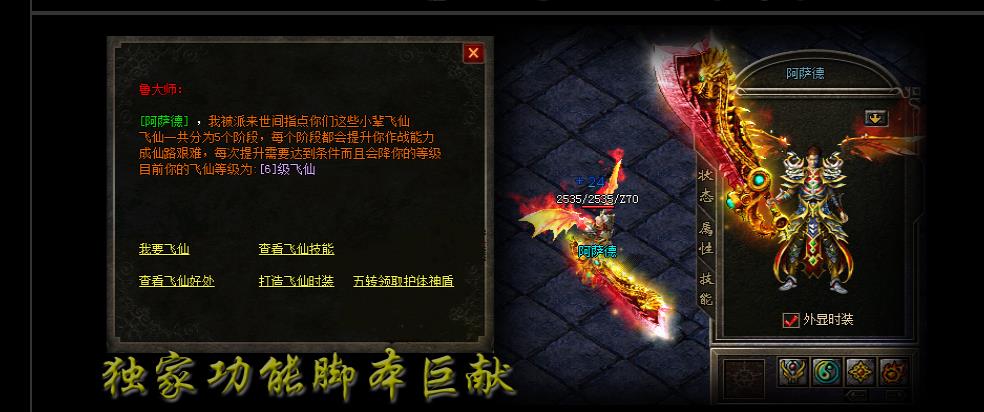 鲁大师:
[阿萨德] ，我被派来世间指点你们这些小辈飞仙
飞仙一共分为5个阶段，每个阶段都会提升你作战能力
成仙路艰难，每次提升需要达到条件而且会降你的等级
目前你的飞仙等级为:[6]级飞仙
我要飞仙 查看飞仙技能
查看飞仙好处 打造飞仙时装 五转领取护体神盾
独家功能脚本巨献
+24
2535/2535/Z70
阿萨德
阿萨德
状态
属性
技能
外显时装